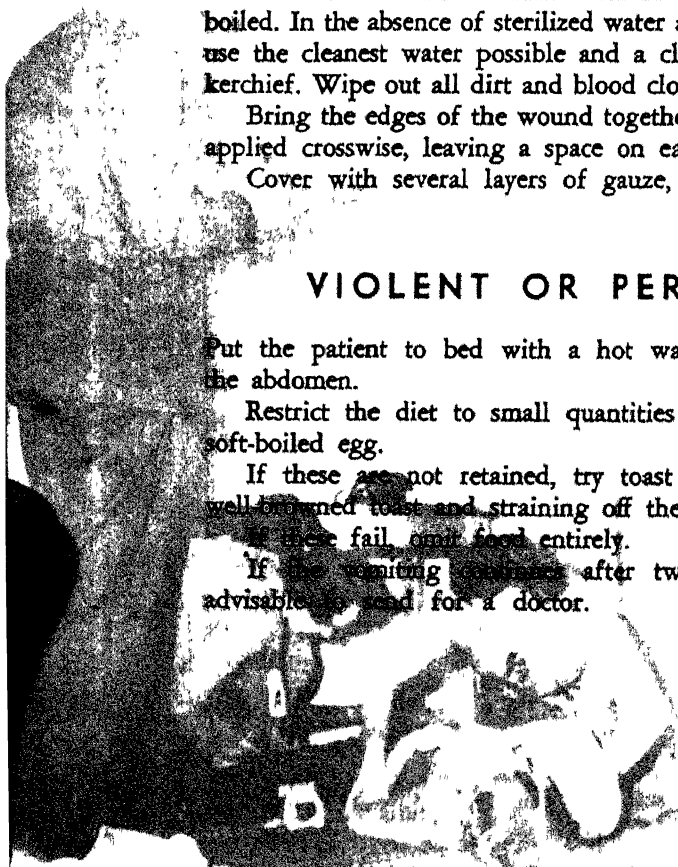 boiled. In the absence of sterilized water
use the cleanest water possible and a cl
kerchief. Wipe out all dirt and blood clo
Bring the edges of the wound togethe
applied crosswise, leaving a space on ea
Cover with several layers of gauze,
VIOLENT OR PER
Put the patient to bed with a hot wa
the abdomen.
Restrict the diet to small quantities
soft-boiled egg.
If these are not retained, try toast
well-browned toast and straining off the
If these fail, omit food entirely.
If the vomiting continues after tw
advisable to send for a doctor.